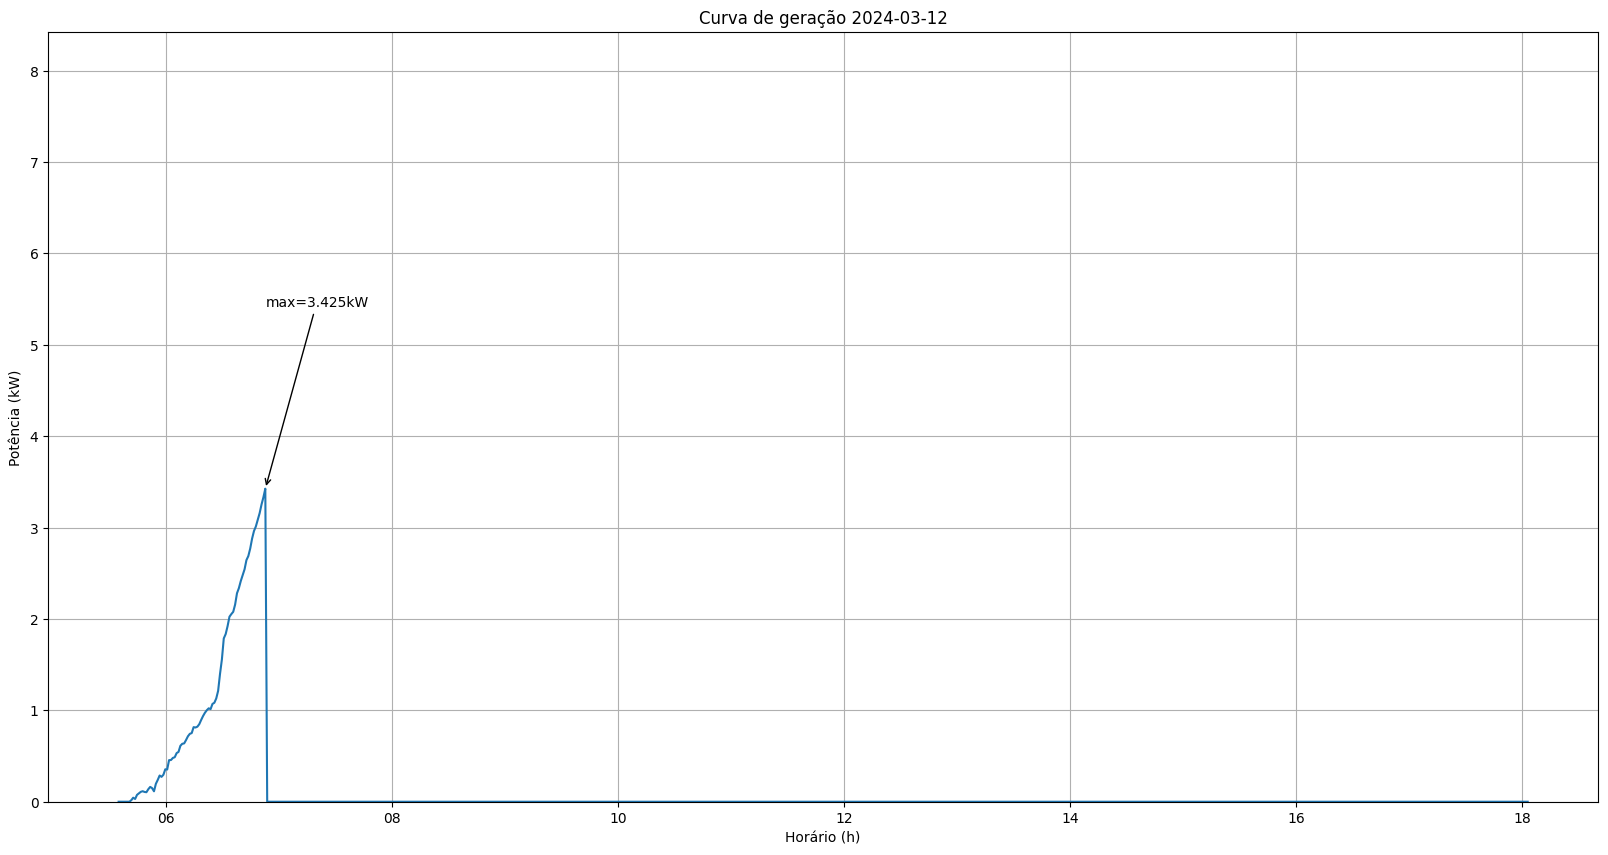 Curva de geração 2024-03-12
8
7
6
max=3.425kW
5
4
3
2
1
0
Potência (kW)
06 08 10 12 14 16 18
Horário (h)